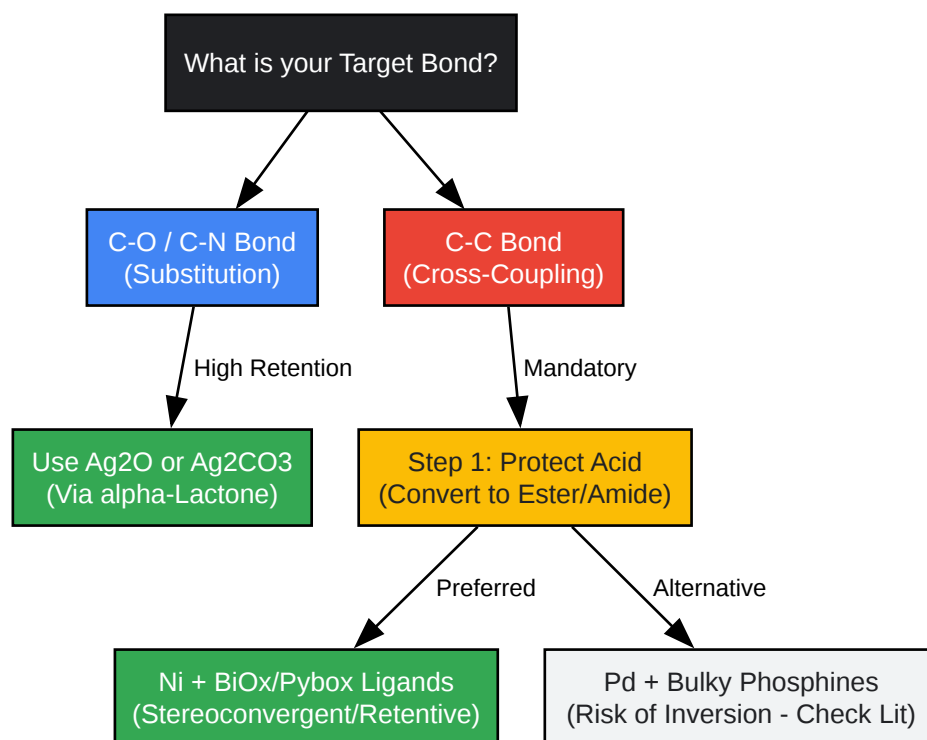 What is your Target Bond?
C-O / C-N Bond
(Substitution)
C-C Bond
(Cross-Coupling)
High Retention
Mandatory
Use Ag2O or Ag2CO3
(Via alpha-Lactone)
Step 1: Protect Acid
(Convert to Ester/Amide)
Preferred
Alternative
Ni + BiOx/Pybox Ligands
(Stereoconvergent/Retentive)
Pd + Bulky Phosphines
(Risk of Inversion - Check Lit)